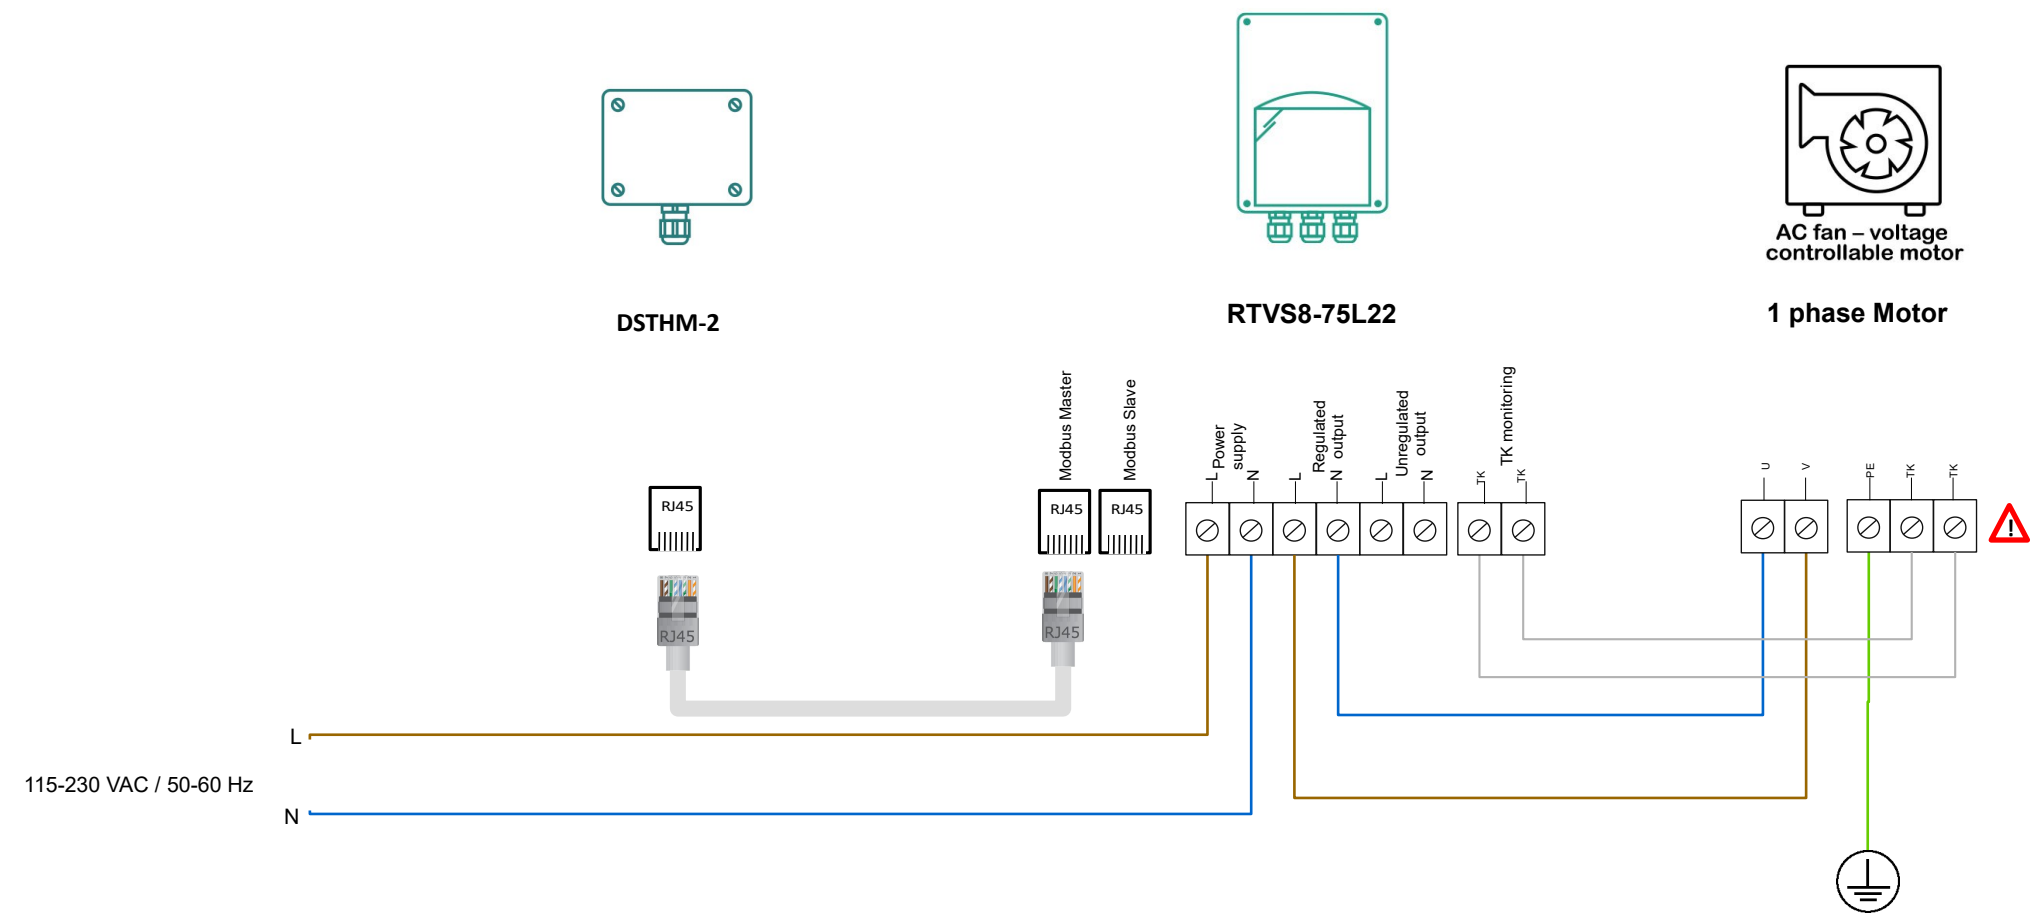 AC fan – voltage
controllable motor
DSTHM-2
RTVS8-75L22
1 phase Motor
Modbus Master
Modbus Slave
L
Power
supply
N
L
Regulated
output
N
L
Unregulated
output
N
TK
TK monitoring
TK
U
V
PE
TK
TK
RJ45
RJ45
RJ45
!
RJ45
RJ45
L
115-230 VAC / 50-60 Hz
N